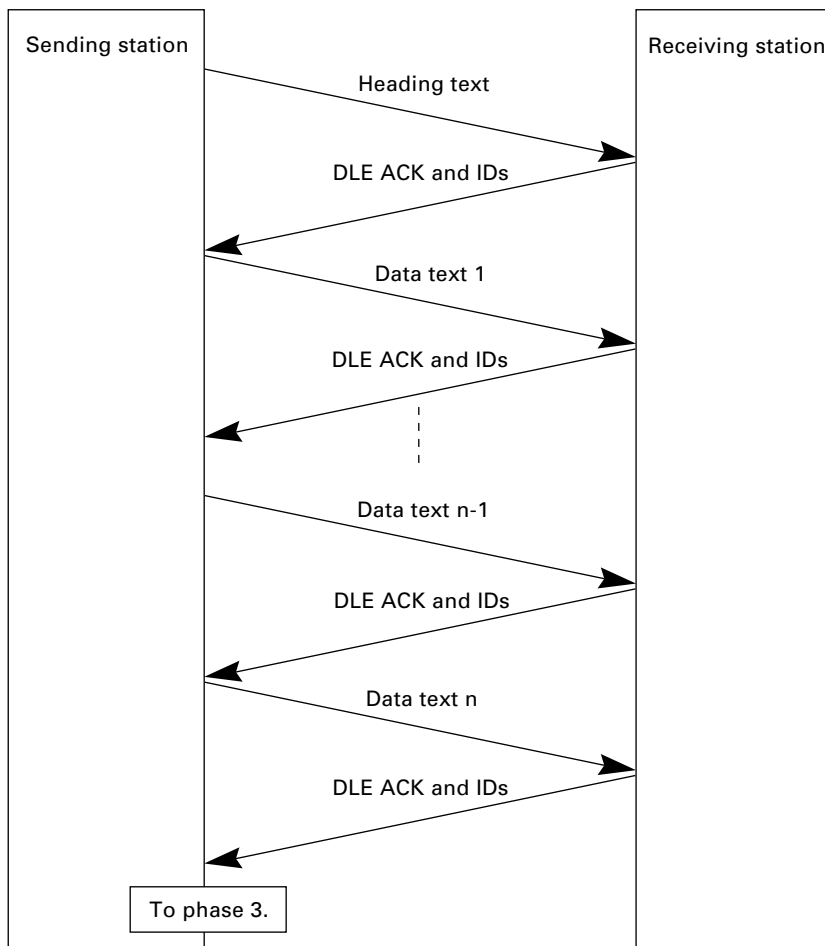 Sending station
Receiving station
Heading text
DLE ACK and IDs
Data text 1
DLE ACK and IDs
Data text n-1
DLE ACK and IDs
Data text n
DLE ACK and IDs
To phase 3.